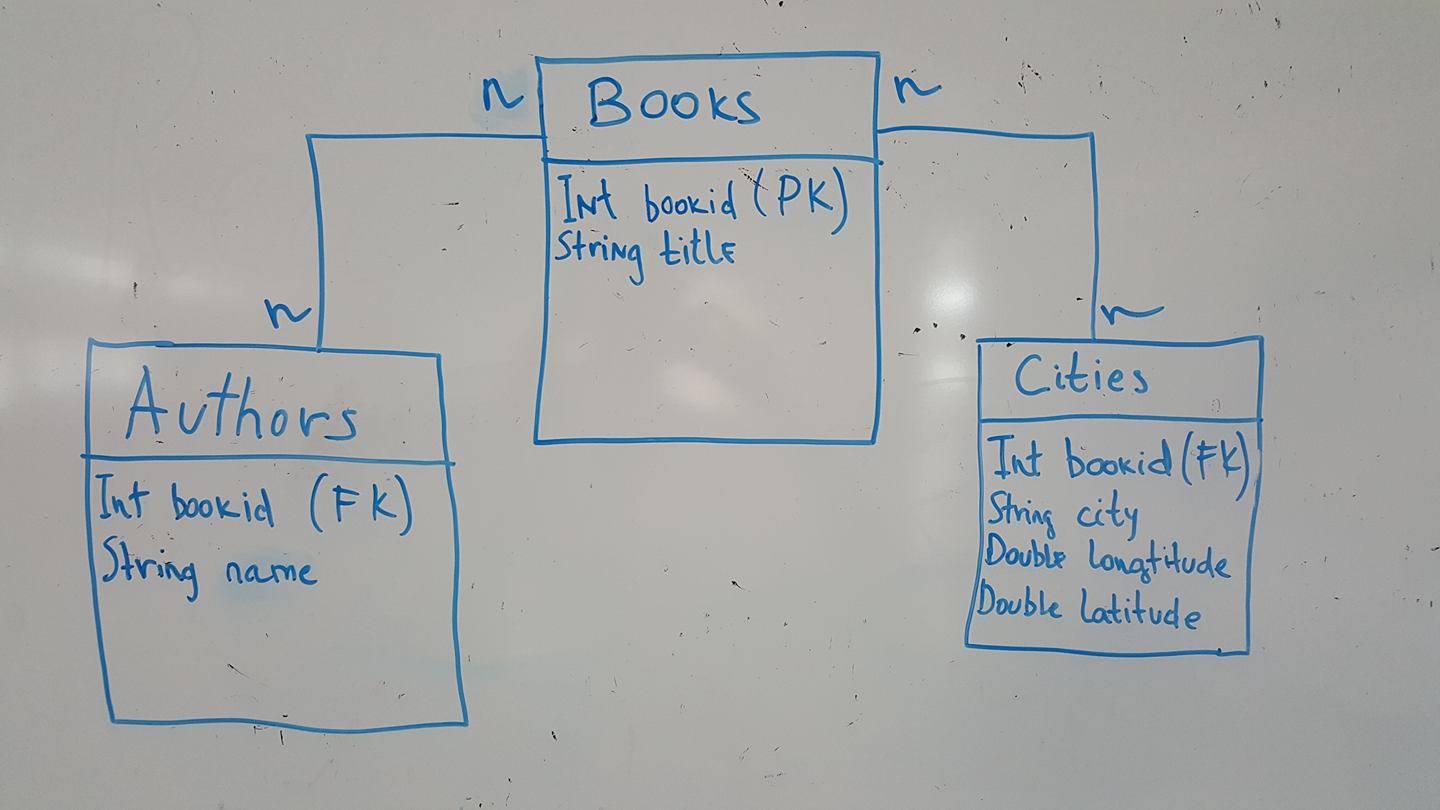 n
Books
n
Int bookid (PK)
String title
n
Authors
Int bookid (FK)
String name
n
Cities
Int bookid (FK)
String city
Double longtitude
Double latitude